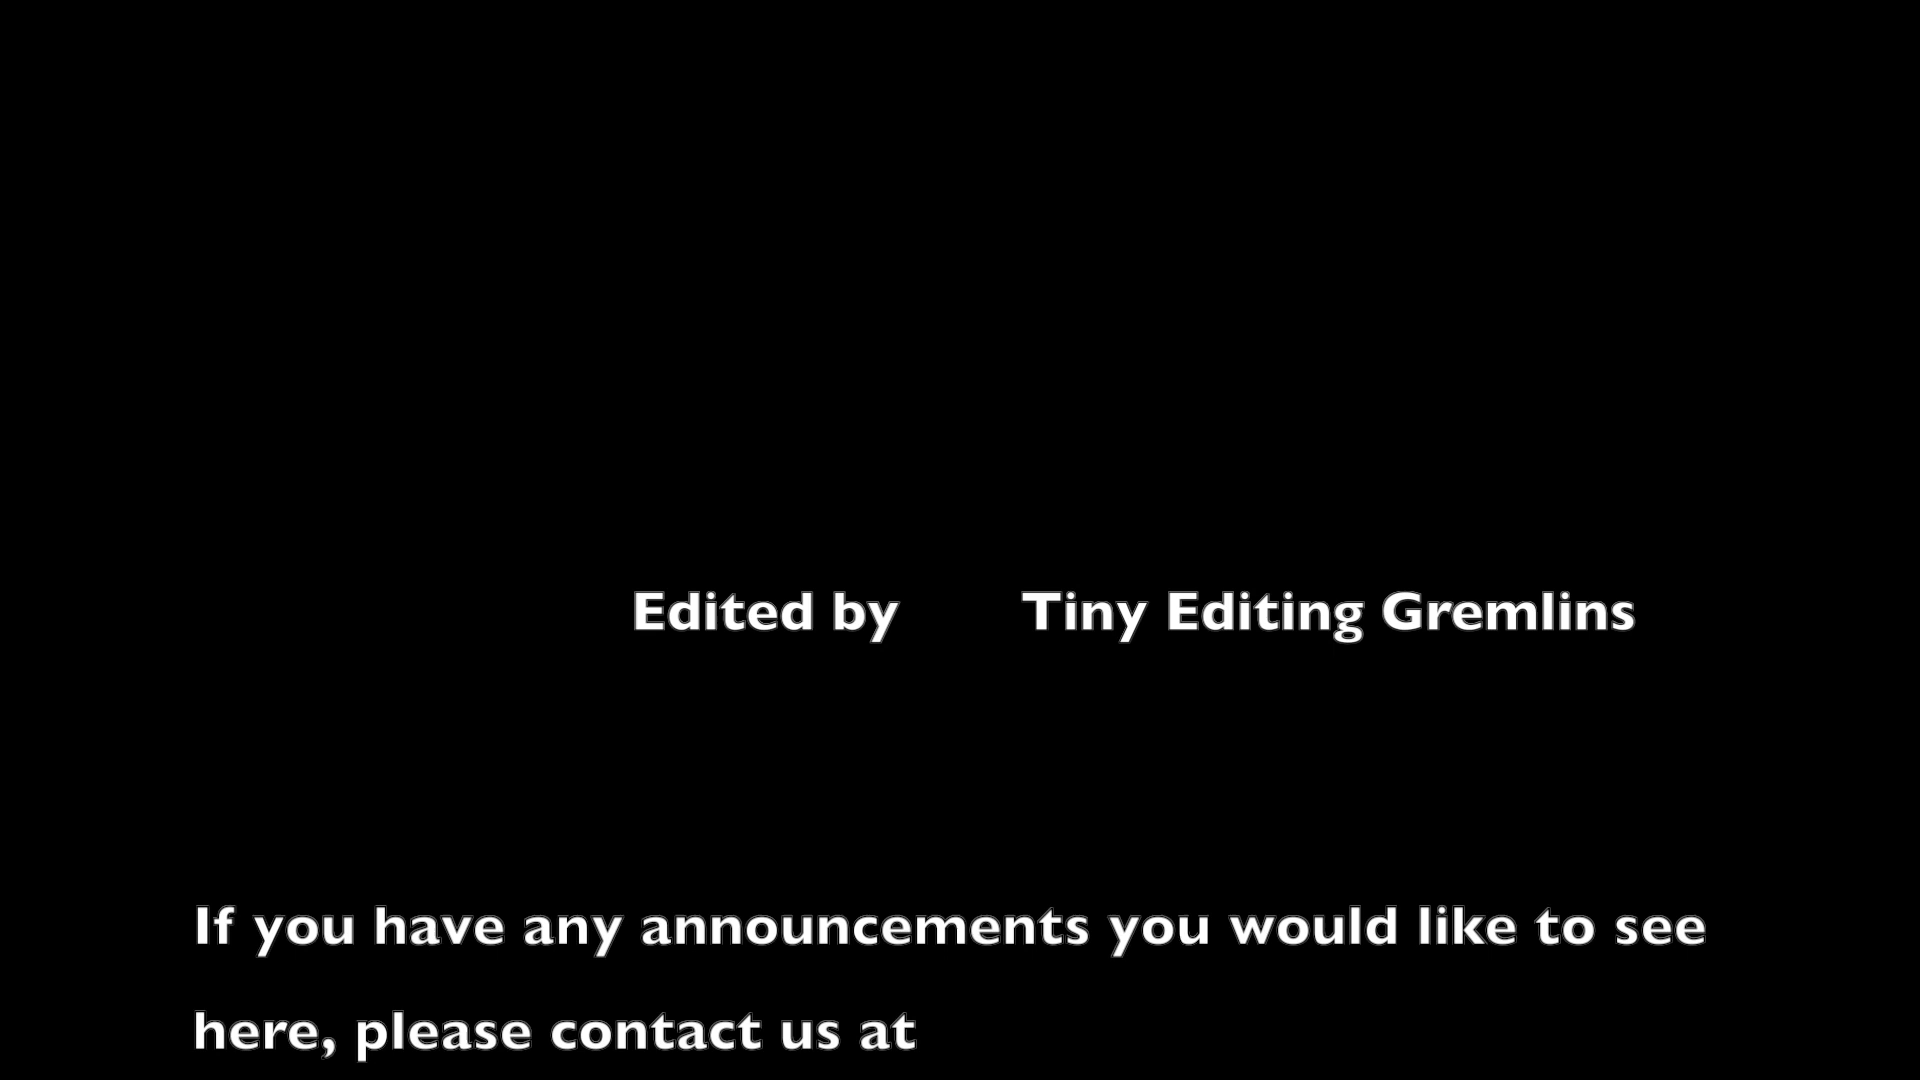 Edited by Tiny Editing Gremlins
If you have any announcements you would like to see
here, please contact us at